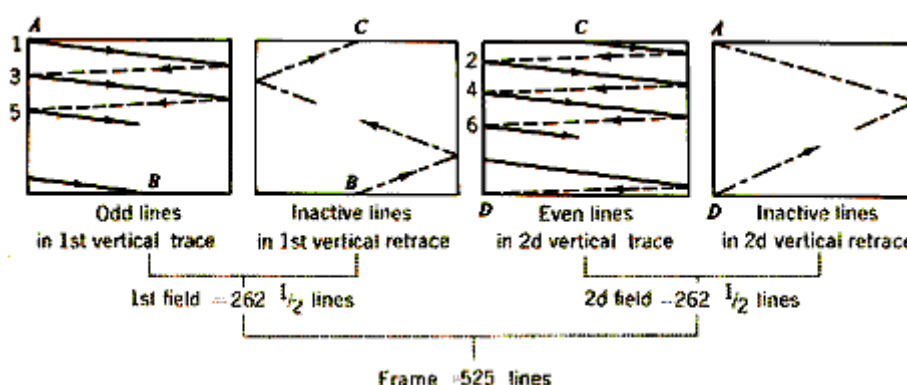 A
C
C
A
1
3
5
2
4
6
B
B
D
D
Odd lines
in 1st vertical trace
Inactive lines
in 1st vertical retrace
Even lines
in 2d vertical trace
Inactive lines
in 2d vertical retrace
1st field = 262 1/2 lines
2d field - 262 1/2 lines
Frame =525 lines